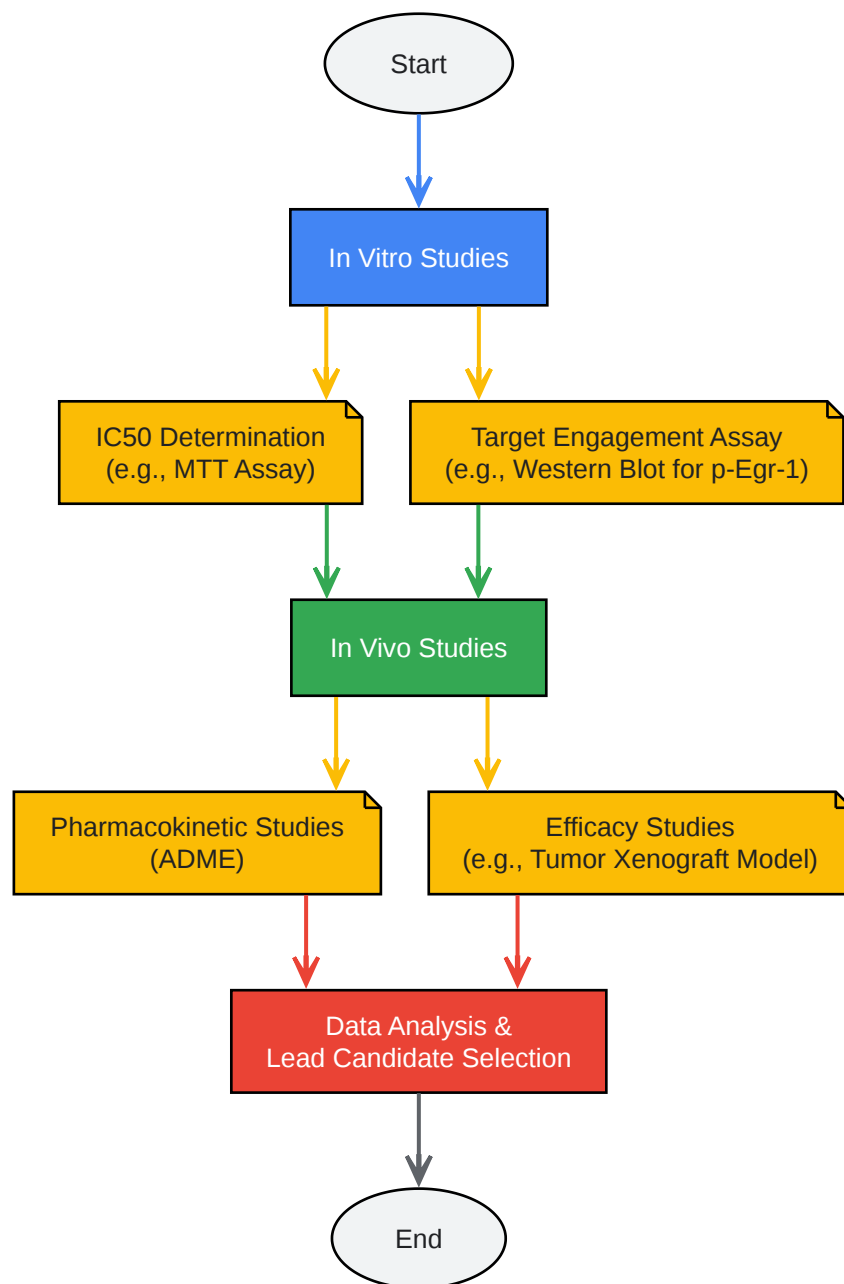 Start
In Vitro Studies
IC50 Determination
(e.g., MTT Assay)
Target Engagement Assay
(e.g., Western Blot for p-Egr-1)
In Vivo Studies
Pharmacokinetic Studies
(ADME)
Efficacy Studies
(e.g., Tumor Xenograft Model)
Data Analysis &
Lead Candidate Selection
End